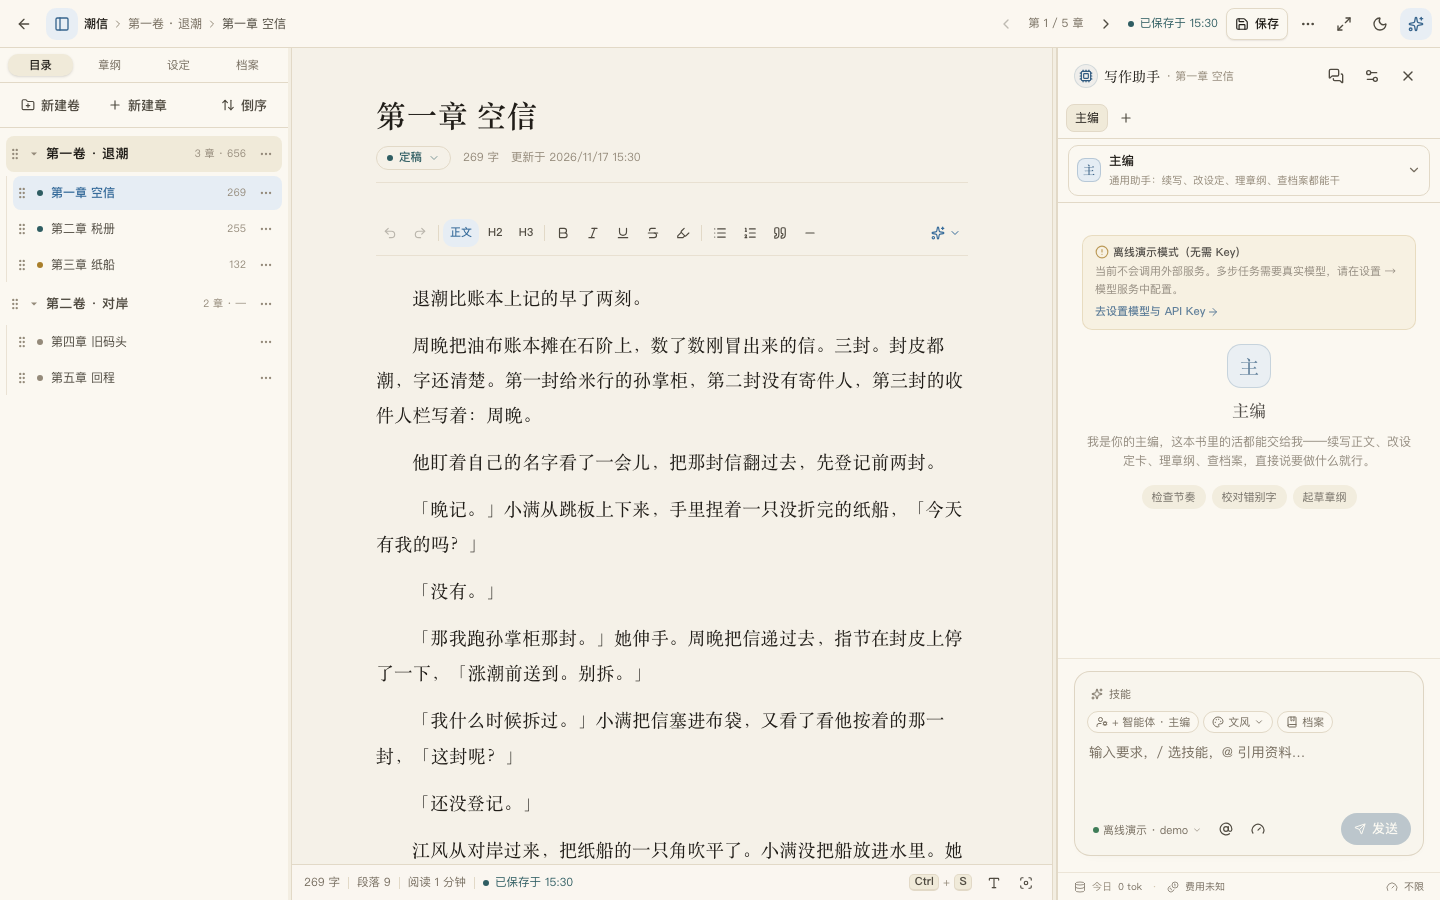 潮信 第一卷 · 退潮 第一章 空信
第 1 / 5 章
已保存于 15:30
保存
目录 章纲 设定 档案
新建卷 新建章 倒序
第一卷 · 退潮 3 章 · 656
第一章 空信 269
第二章 税册 255
第三章 纸船 132
第二卷 · 对岸 2 章 · —
第四章 旧码头
第五章 回程
第一章 空信
定稿 269 字 更新于 2026/11/17 15:30
正文 H2 H3 B I U S
退潮比账本上记的早了两刻。
周晚把油布账本摊在石阶上，数了数刚冒出来的信。三封。封皮都
潮，字还清楚。第一封给米行的孙掌柜，第二封没有寄件人，第三封的收
件人栏写着：周晚。
他盯着自己的名字看了一会儿，把那封信翻过去，先登记前两封。
「晚记。」小满从跳板上下来，手里捏着一只没折完的纸船，「今天
有我的吗？」
「没有。」
「那我跑孙掌柜那封。」她伸手。周晚把信递过去，指节在封皮上停
了一下，「涨潮前送到。别拆。」
「我什么时候拆过。」小满把信塞进布袋，又看了看他按着的那一
封，「这封呢？」
「还没登记。」
江风从对岸过来，把纸船的一只角吹平了。小满没把船放进水里。她
269 字 段落 9 阅读 1 分钟 已保存于 15:30
Ctrl + S
写作助手 · 第一章 空信
主编
主 主编
通用助手：续写、改设定、理章纲、查档案都能干
离线演示模式（无需 Key）
当前不会调用外部服务。多步任务需要真实模型，请在设置 →
模型服务中配置。
去设置模型与 API Key →
主
主编
我是你的主编，这本书里的活都能交给我——续写正文、改设
定卡、理章纲、查档案，直接说要做什么就行。
检查节奏 校对错别字 起草章纲
技能
+ 智能体 · 主编 文风 档案
输入要求，/ 选技能，@ 引用资料…
离线演示 · demo
发送
今日 0 tok · 费用未知 不限